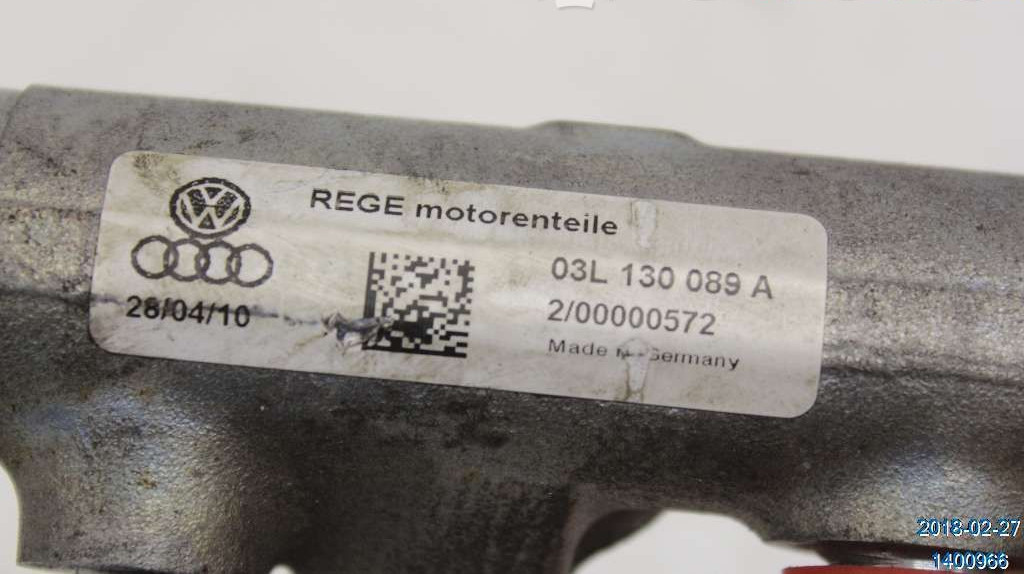 REGE motorenteile
03L 130 089 A
28/04/10
2/00000572
Made Germany
2018-02-27
1400966